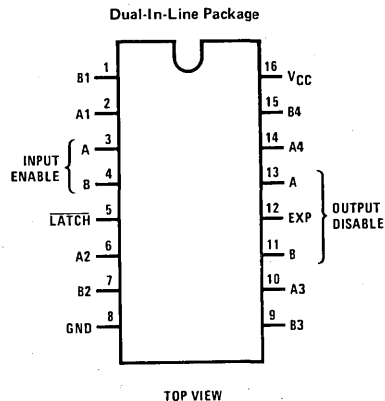 Dual-In-Line Package
B1 1
16 VCC
A1 2
15 B4
INPUT ENABLE
A 3
14 A4
B 4
13 A
LATCH 5
12 EXP
OUTPUT DISABLE
A2 6
11 B
B2 7
10 A3
GND 8
9 B3
TOP VIEW